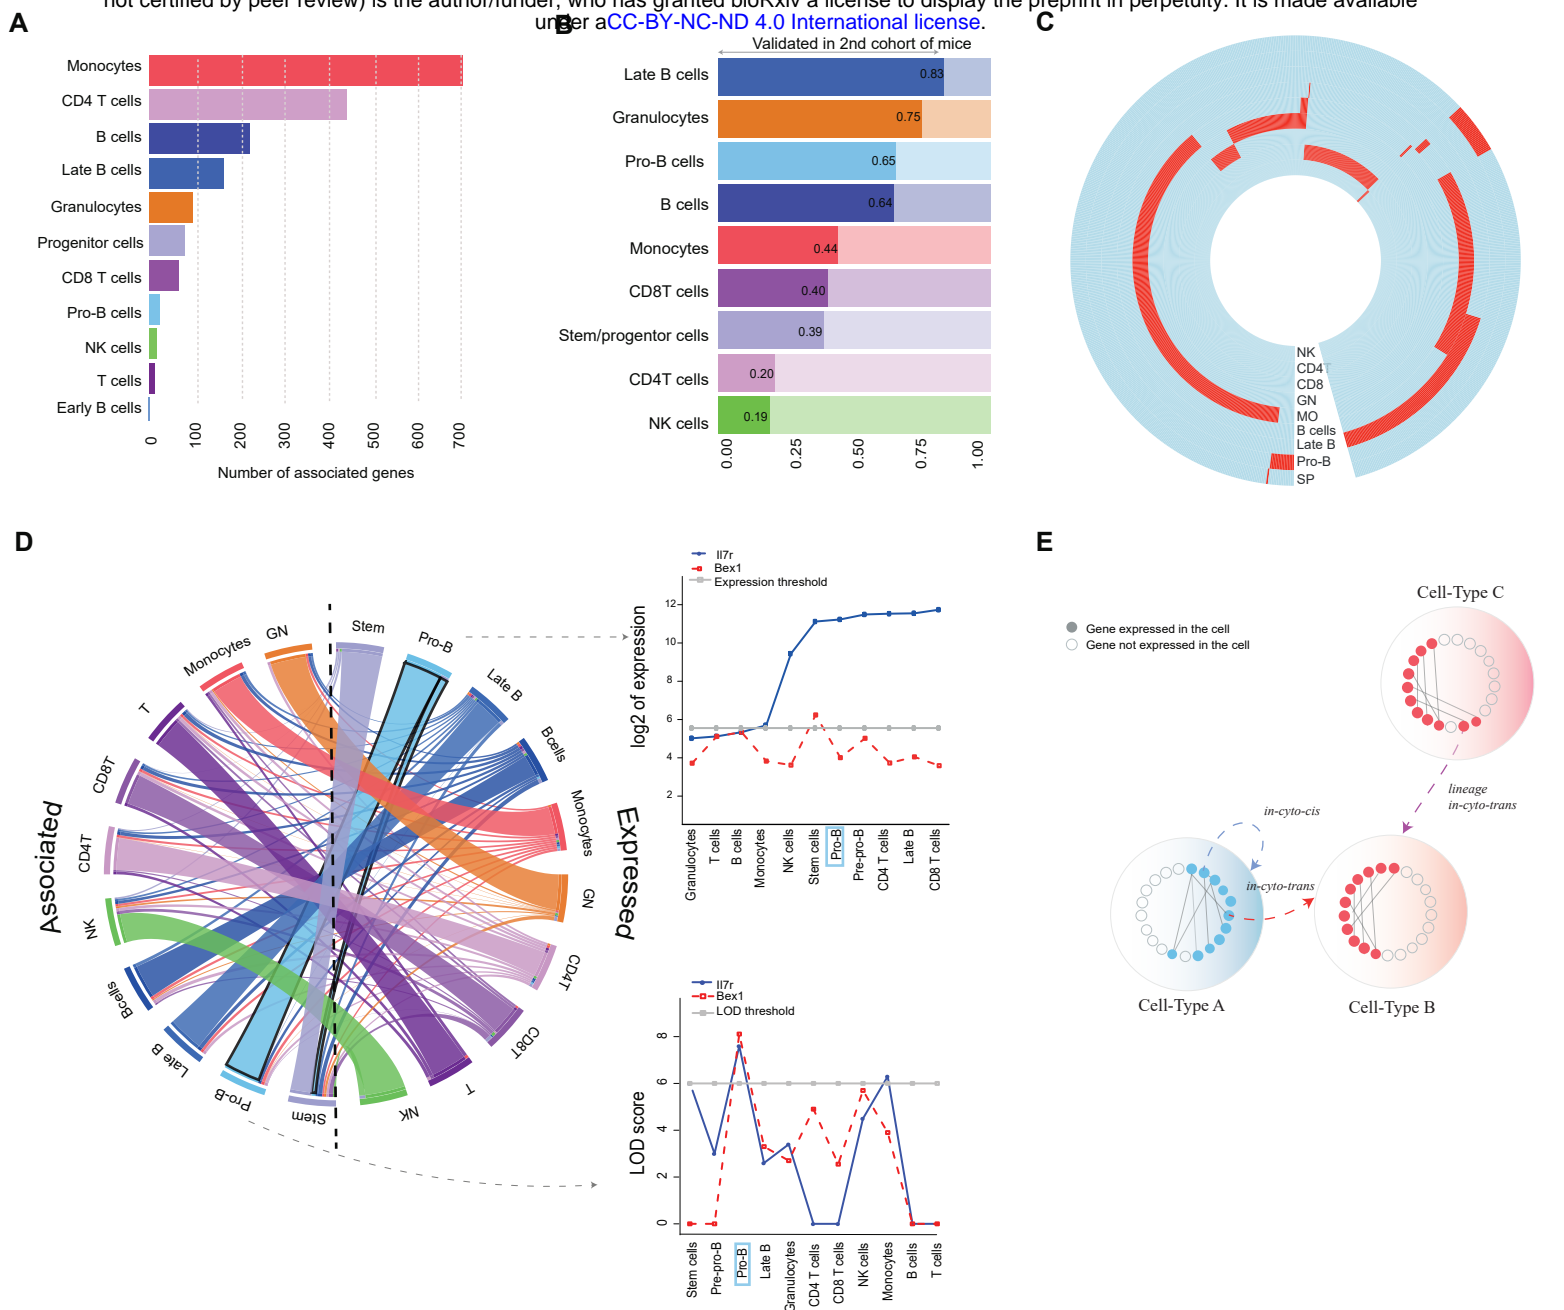 not certified by peer review) is the author/funder, who has granted bioRxiv a license to display the preprint in perpetuity. It is made available
under aCC-BY-NC-ND 4.0 International license.
A
Monocytes
CD4 T cells
B cells
Late B cells
Granulocytes
Progenitor cells
CD8 T cells
Pro-B cells
NK cells
T cells
Early B cells
0 100 200 300 400 500 600 700
Number of associated genes
B
Validated in 2nd cohort of mice
Late B cells 0.83
Granulocytes 0.75
Pro-B cells 0.65
B cells 0.64
Monocytes 0.44
CD8T cells 0.40
Stem/progentor cells 0.39
CD4T cells 0.20
NK cells 0.19
0.00 0.25 0.50 0.75 1.00
C
NK
CD4T
CD8
GN
MO
B cells
Late B
Pro-B
SP
D
Associated
GN
Monocytes
T
CD8T
CD4T
NK
Bcells
Late B
Pro-B
Stem
Expressed
Stem
Pro-B
Late B
Bcells
Monocytes
GN
CD4T
CD8T
T
NK
Il7r
Bex1
Expression threshold
log2 of expression
12
10
8
6
4
2
Granulocytes
T cells
B cells
Monocytes
NK cells
Stem cells
Pro-B
Pre-pro-B
CD4 T cells
Late B
CD8 T cells
Il7r
Bex1
LOD threshold
LOD score
8
6
4
2
0
Stem cells
Pre-pro-B
Pro-B
Late B
Granulocytes
CD4 T cells
CD8 T cells
NK cells
Monocytes
B cells
T cells
E
Gene expressed in the cell
Gene not expressed in the cell
Cell-Type C
lineage
in-cyto-trans
in-cyto-cis
in-cyto-trans
Cell-Type A
Cell-Type B